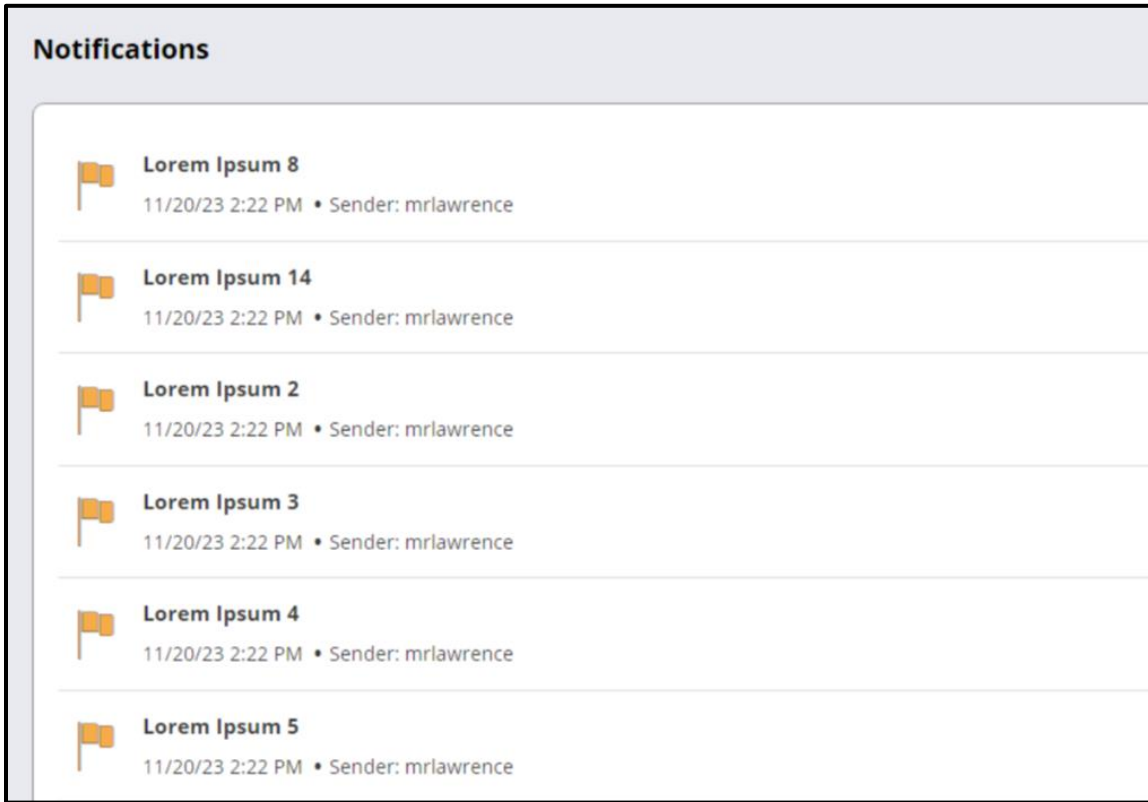 Notifications
Lorem Ipsum 8
11/20/23 2:22 PM • Sender: mrlawrence
Lorem Ipsum 14
11/20/23 2:22 PM • Sender: mrlawrence
Lorem Ipsum 2
11/20/23 2:22 PM • Sender: mrlawrence
Lorem Ipsum 3
11/20/23 2:22 PM • Sender: mrlawrence
Lorem Ipsum 4
11/20/23 2:22 PM • Sender: mrlawrence
Lorem Ipsum 5
11/20/23 2:22 PM • Sender: mrlawrence